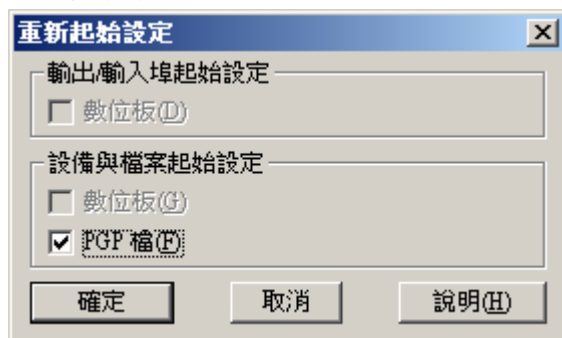 重新起始設定
輸出/輸入埠起始設定
數位板(D)
設備與檔案起始設定
數位板(G)
PGP 檔(F)
確定 取消 說明(H)